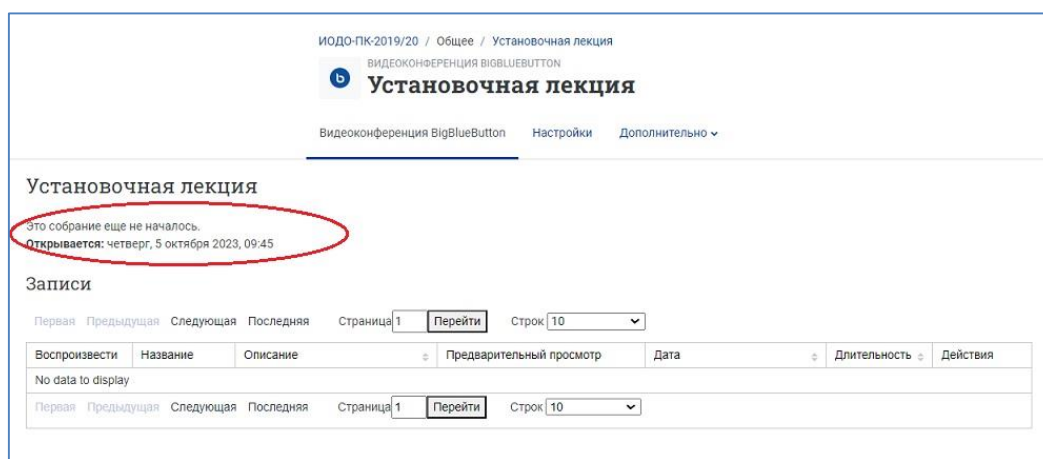 ИОДО-ПК-2019/20 / Общее / Установочная лекция
ВИДЕОКОНФЕРЕНЦИЯ BIGBLUEBUTTON
b
Установочная лекция
Видеоконференция BigBlueButton Настройки Дополнительно
Установочная лекция
Это собрание еще не началось.
Открывается: четверг, 5 октября 2023, 09:45
Записи
Первая Предыдущая Следующая Последняя Страница 1 Перейти Строк 10
Воспроизвести Название Описание Предварительный просмотр Дата Длительность Действия
No data to display
Первая Предыдущая Следующая Последняя Страница 1 Перейти Строк 10